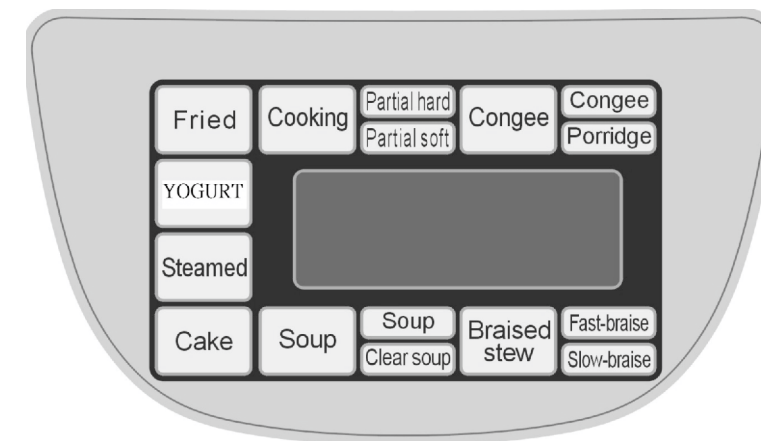 Fried
Cooking
Partial hard
Partial soft
Congee
Congee
Porridge
YOGURT
Steamed
Cake
Soup
Soup
Clear soup
Braised
stew
Fast-braise
Slow-braise